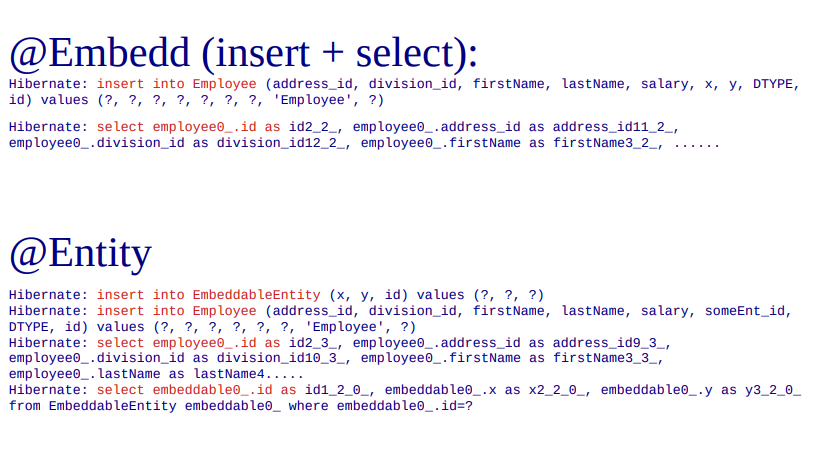 @Embedd (insert + select):
Hibernate: insert into Employee (address_id, division_id, firstName, lastName, salary, x, y, DTYPE,
id) values (?, ?, ?, ?, ?, ?, ?, 'Employee', ?)
Hibernate: select employee0_.id as id2_2_, employee0_.address_id as address_id11_2_,
employee0_.division_id as division_id12_2_, employee0_.firstName as firstName3_2_, ......
@Entity
Hibernate: insert into EmbeddableEntity (x, y, id) values (?, ?, ?)
Hibernate: insert into Employee (address_id, division_id, firstName, lastName, salary, someEnt_id,
DTYPE, id) values (?, ?, ?, ?, ?, ?, 'Employee', ?)
Hibernate: select employee0_.id as id2_3_, employee0_.address_id as address_id9_3_,
employee0_.division_id as division_id10_3_, employee0_.firstName as firstName3_3_,
employee0_.lastName as lastName4.....
Hibernate: select embeddable0_.id as id1_2_0_, embeddable0_.x as x2_2_0_, embeddable0_.y as y3_2_0_
from EmbeddableEntity embeddable0_ where embeddable0_.id=?